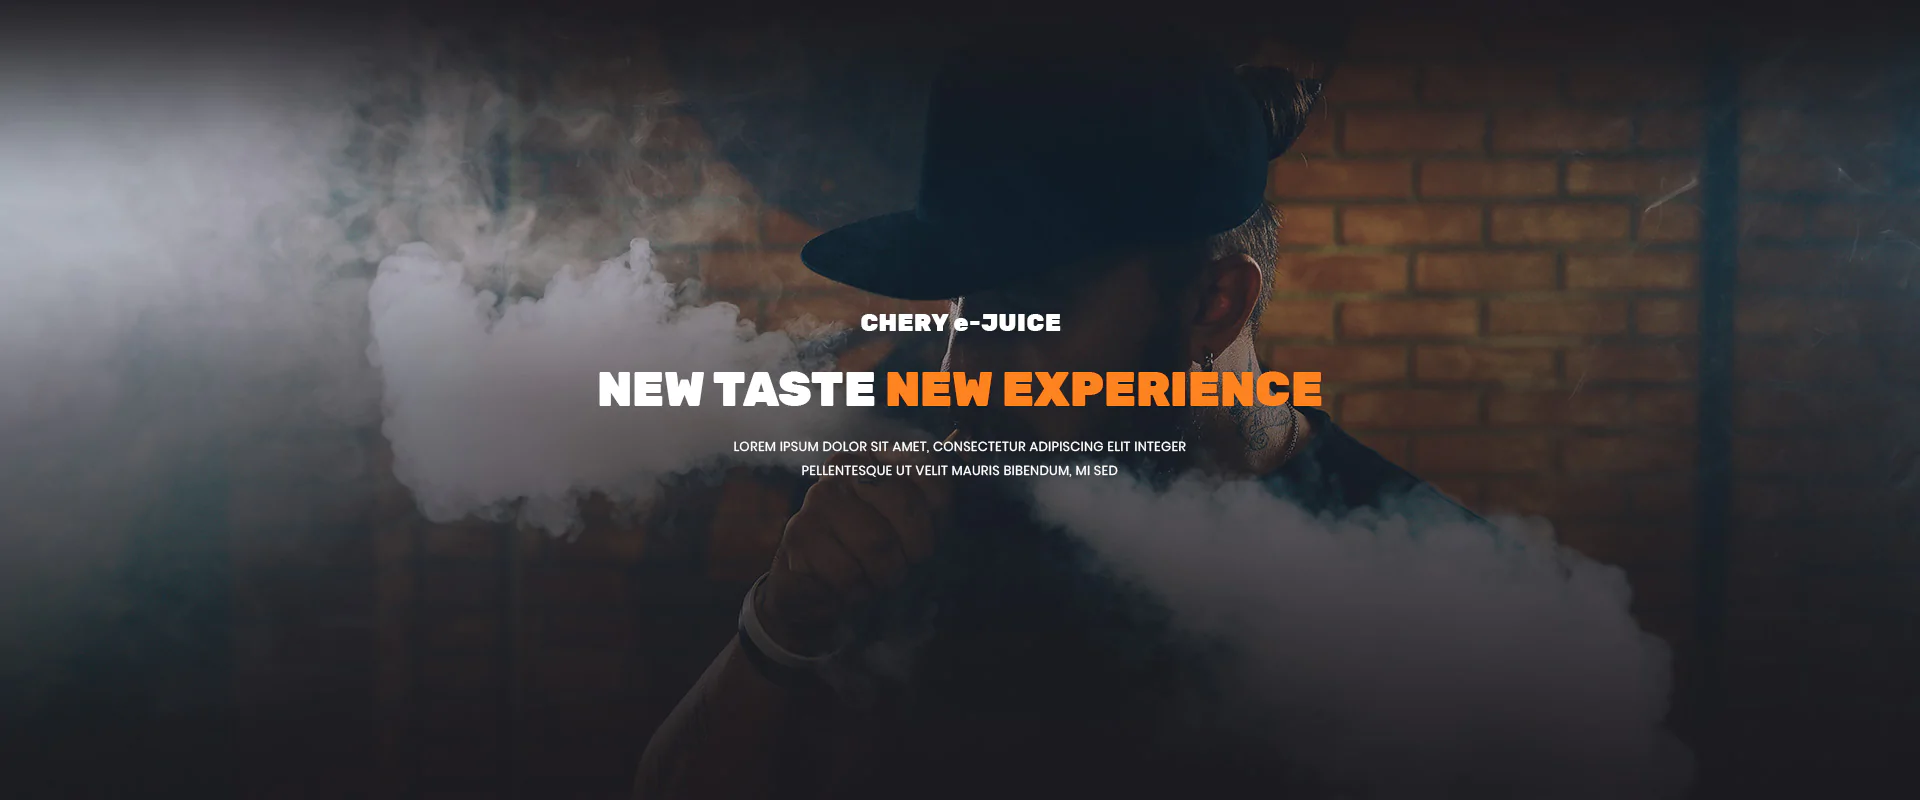 CHERY e-JUICE
NEW TASTE NEW EXPERIENCE
LOREM IPSUM DOLOR SIT AMET, CONSECTETUR ADIPISCING ELIT INTEGER
PELLENTESQUE UT VELIT MAURIS BIBENDUM, MI SED